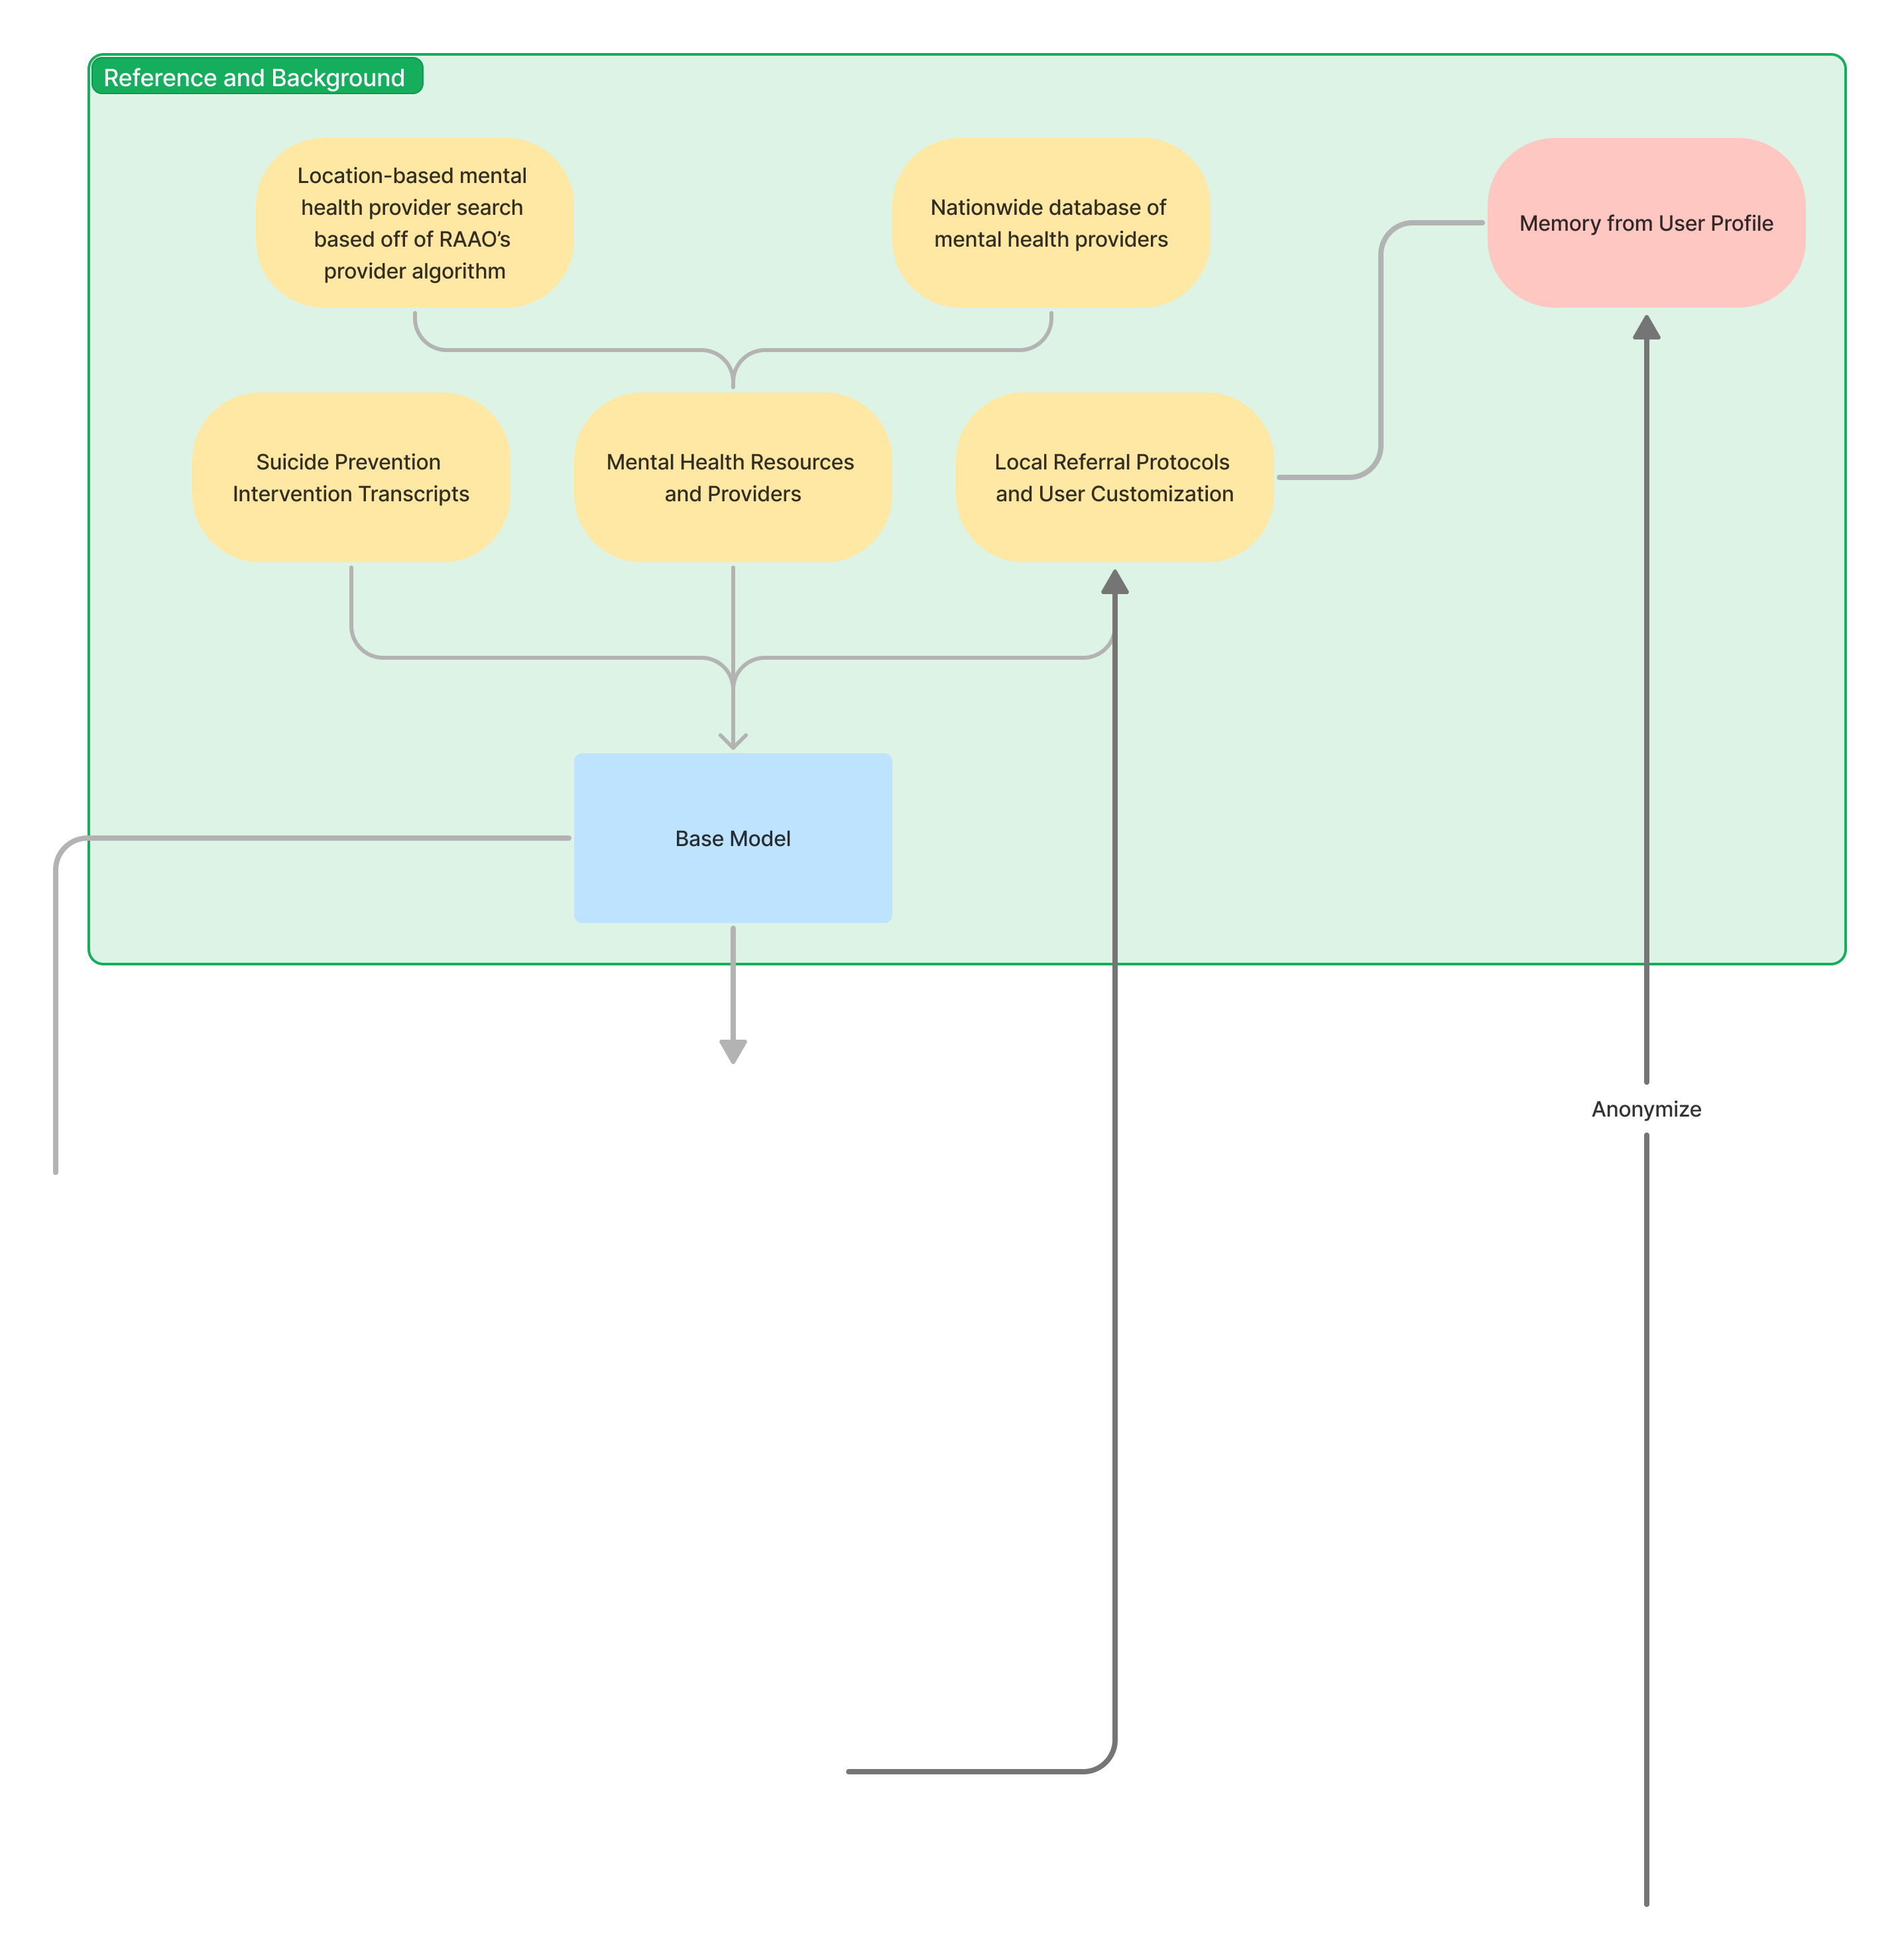 Reference and Background
Location-based mental
health provider search
based off of RAAO’s
provider algorithm
Nationwide database of
mental health providers
Memory from User Profile
Suicide Prevention
Intervention Transcripts
Mental Health Resources
and Providers
Local Referral Protocols
and User Customization
Base Model
Anonymize